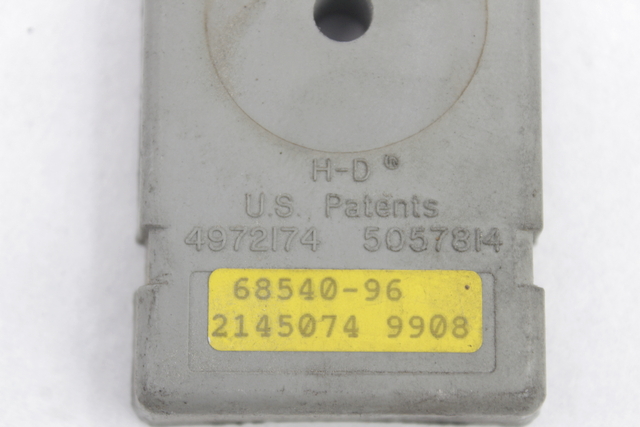 H-D ®
U.S. Patents
4972174 5057814
68540-96
2145074 9908